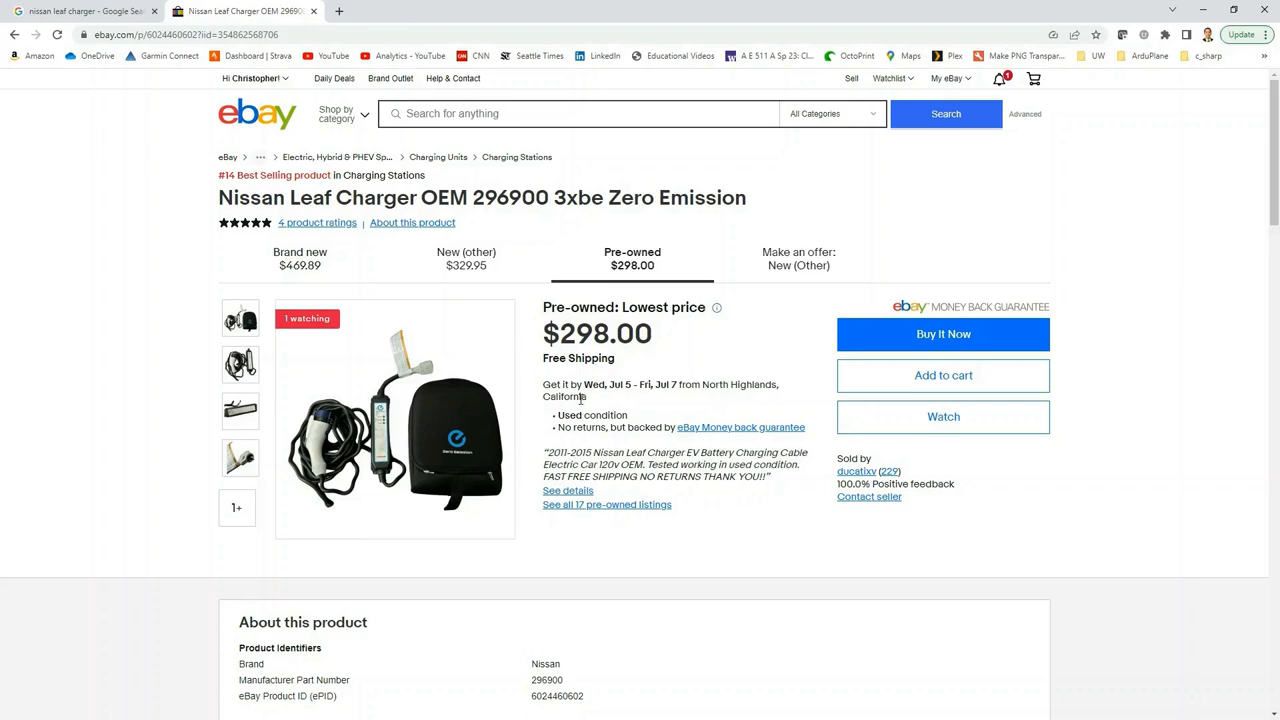 nissan leaf charger - Google Sea
Nissan Leaf Charger OEM 29690
ebay.com/p/6024460602?iid=354862568706
Update
Amazon
OneDrive
Garmin Connect
Dashboard | Strava
YouTube
Analytics - YouTube
CNN
Seattle Times
LinkedIn
Educational Videos
A E 511 A Sp 23: Cl...
OctoPrint
Maps
Plex
Make PNG Transpar...
UW
ArduPlane
c_sharp
»
Hi Christopher!
Daily Deals
Brand Outlet
Help & Contact
Sell
Watchlist
My eBay
1
ebay
Shop by
category
Search for anything
All Categories
Search
Advanced
eBay
...
Electric, Hybrid & PHEV Sp...
Charging Units
Charging Stations
#14 Best Selling product in Charging Stations
Nissan Leaf Charger OEM 296900 3xbe Zero Emission
4 product ratings | About this product
Brand new
$469.89
New (other)
$329.95
Pre-owned
$298.00
Make an offer:
New (Other)
1 watching
Zero Emission
1+
Pre-owned: Lowest price
$298.00
Free Shipping
Get it by Wed, Jul 5 - Fri, Jul 7 from North Highlands,
California
• Used condition
• No returns, but backed by eBay Money back guarantee
“2011-2015 Nissan Leaf Charger EV Battery Charging Cable
Electric Car 120v OEM. Tested working in used condition.
FAST FREE SHIPPING NO RETURNS THANK YOU!!”
See details
See all 17 pre-owned listings
ebay MONEY BACK GUARANTEE
Buy It Now
Add to cart
Watch
Sold by
ducatixv (229)
100.0% Positive feedback
Contact seller
About this product
Product Identifiers
Brand
Nissan
Manufacturer Part Number
296900
eBay Product ID (ePID)
6024460602